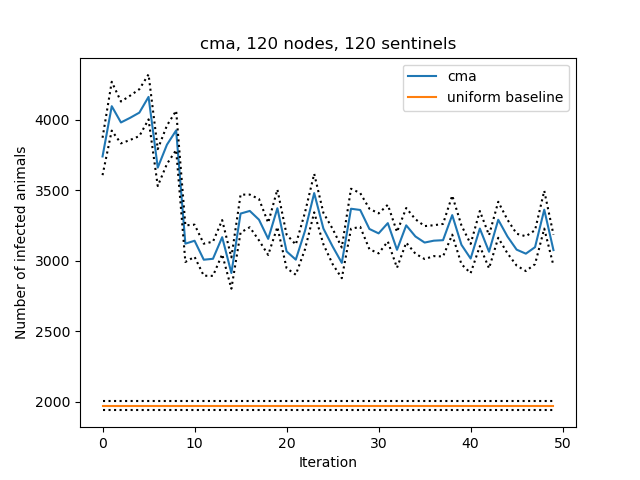 cma, 120 nodes, 120 sentinels
cma
uniform baseline
Number of infected animals
4000
3500
3000
2500
2000
0
10
20
30
40
50
Iteration